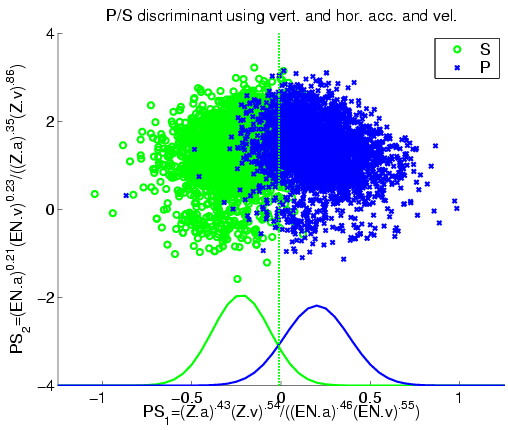 P/S discriminant using vert. and hor. acc. and vel.
S
P
4
2
0
−2
−4
PS2=(EN.a)^0.21(EN.v)^0.23/((Z.a)^.35(Z.v)^.86)
−1 −0.5 0 0.5 1
PS1=(Z.a)^.43(Z.v)^.54/((EN.a)^.46(EN.v)^.55)